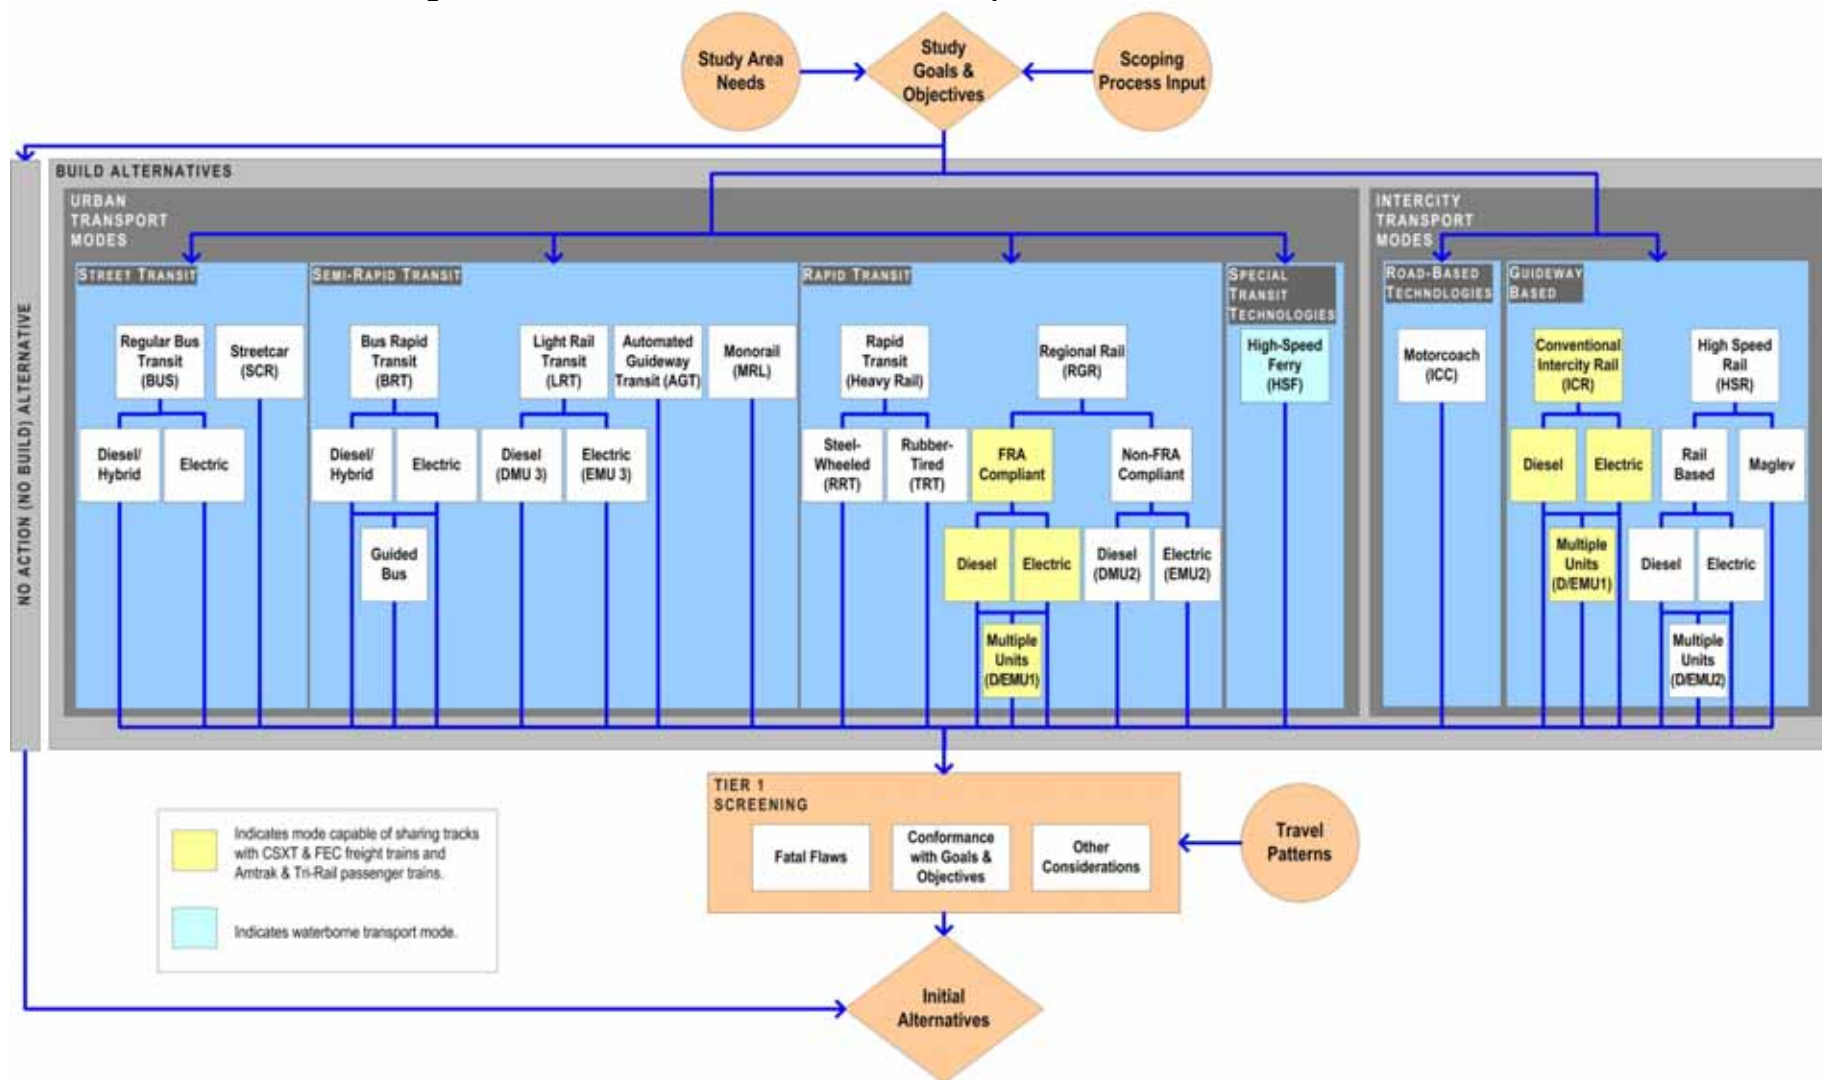 Study Area
Needs
Study
Goals &
Objectives
Scoping
Process Input
NO ACTION (NO BUILD) ALTERNATIVE
BUILD ALTERNATIVES
URBAN
TRANSPORT
MODES
STREET TRANSIT
Regular Bus
Transit
(BUS)
Streetcar
(SCR)
Diesel/
Hybrid
Electric
SEMI-RAPID TRANSIT
Bus Rapid
Transit
(BRT)
Light Rail
Transit
(LRT)
Automated
Guideway
Transit (AGT)
Monorail
(MRL)
Diesel/
Hybrid
Electric
Diesel
(DMU 3)
Electric
(EMU 3)
Guided
Bus
RAPID TRANSIT
Rapid
Transit
(Heavy Rail)
Regional Rail
(RGR)
Steel-
Wheeled
(RRT)
Rubber-
Tired
(TRT)
FRA
Compliant
Non-FRA
Compliant
Diesel
Electric
Diesel
(DMU2)
Electric
(EMU2)
Multiple
Units
(D/EMU1)
SPECIAL
TRANSIT
TECHNOLOGIES
High-Speed
Ferry
(HSF)
INTERCITY
TRANSPORT
MODES
ROAD-BASED
TECHNOLOGIES
Motorcoach
(ICC)
GUIDEWAY
BASED
Conventional
Intercity Rail
(ICR)
High Speed
Rail
(HSR)
Diesel
Electric
Rail
Based
Maglev
Multiple
Units
(D/EMU1)
Diesel
Electric
Multiple
Units
(D/EMU2)
TIER 1
SCREENING
Fatal Flaws
Conformance
with Goals &
Objectives
Other
Considerations
Travel
Patterns
Indicates mode capable of sharing tracks
with CSXT & FEC freight trains and
Amtrak & Tri-Rail passenger trains.
Indicates waterborne transport mode.
Initial
Alternatives